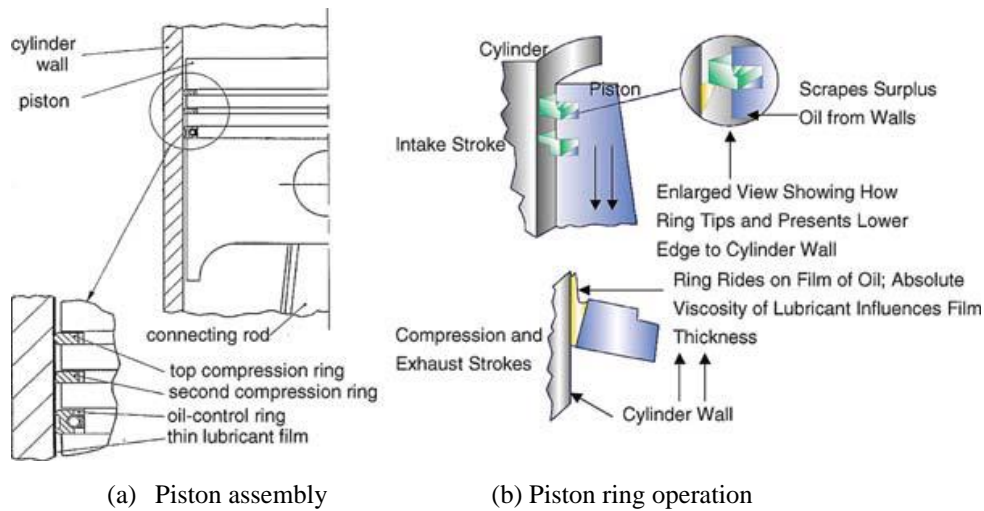 cylinder
wall
piston
connecting rod
top compression ring
second compression ring
oil-control ring
thin lubricant film
Cylinder
Piston
Intake Stroke
Scrapes Surplus
Oil from Walls
Enlarged View Showing How
Ring Tips and Presents Lower
Edge to Cylinder Wall
Ring Rides on Film of Oil; Absolute
Viscosity of Lubricant Influences Film
Thickness
Compression and
Exhaust Strokes
Cylinder Wall
(a) Piston assembly
(b) Piston ring operation